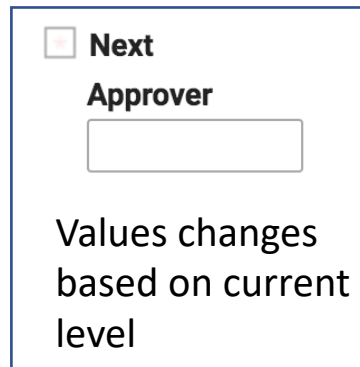 Next
Approver
Values changes
based on current
level